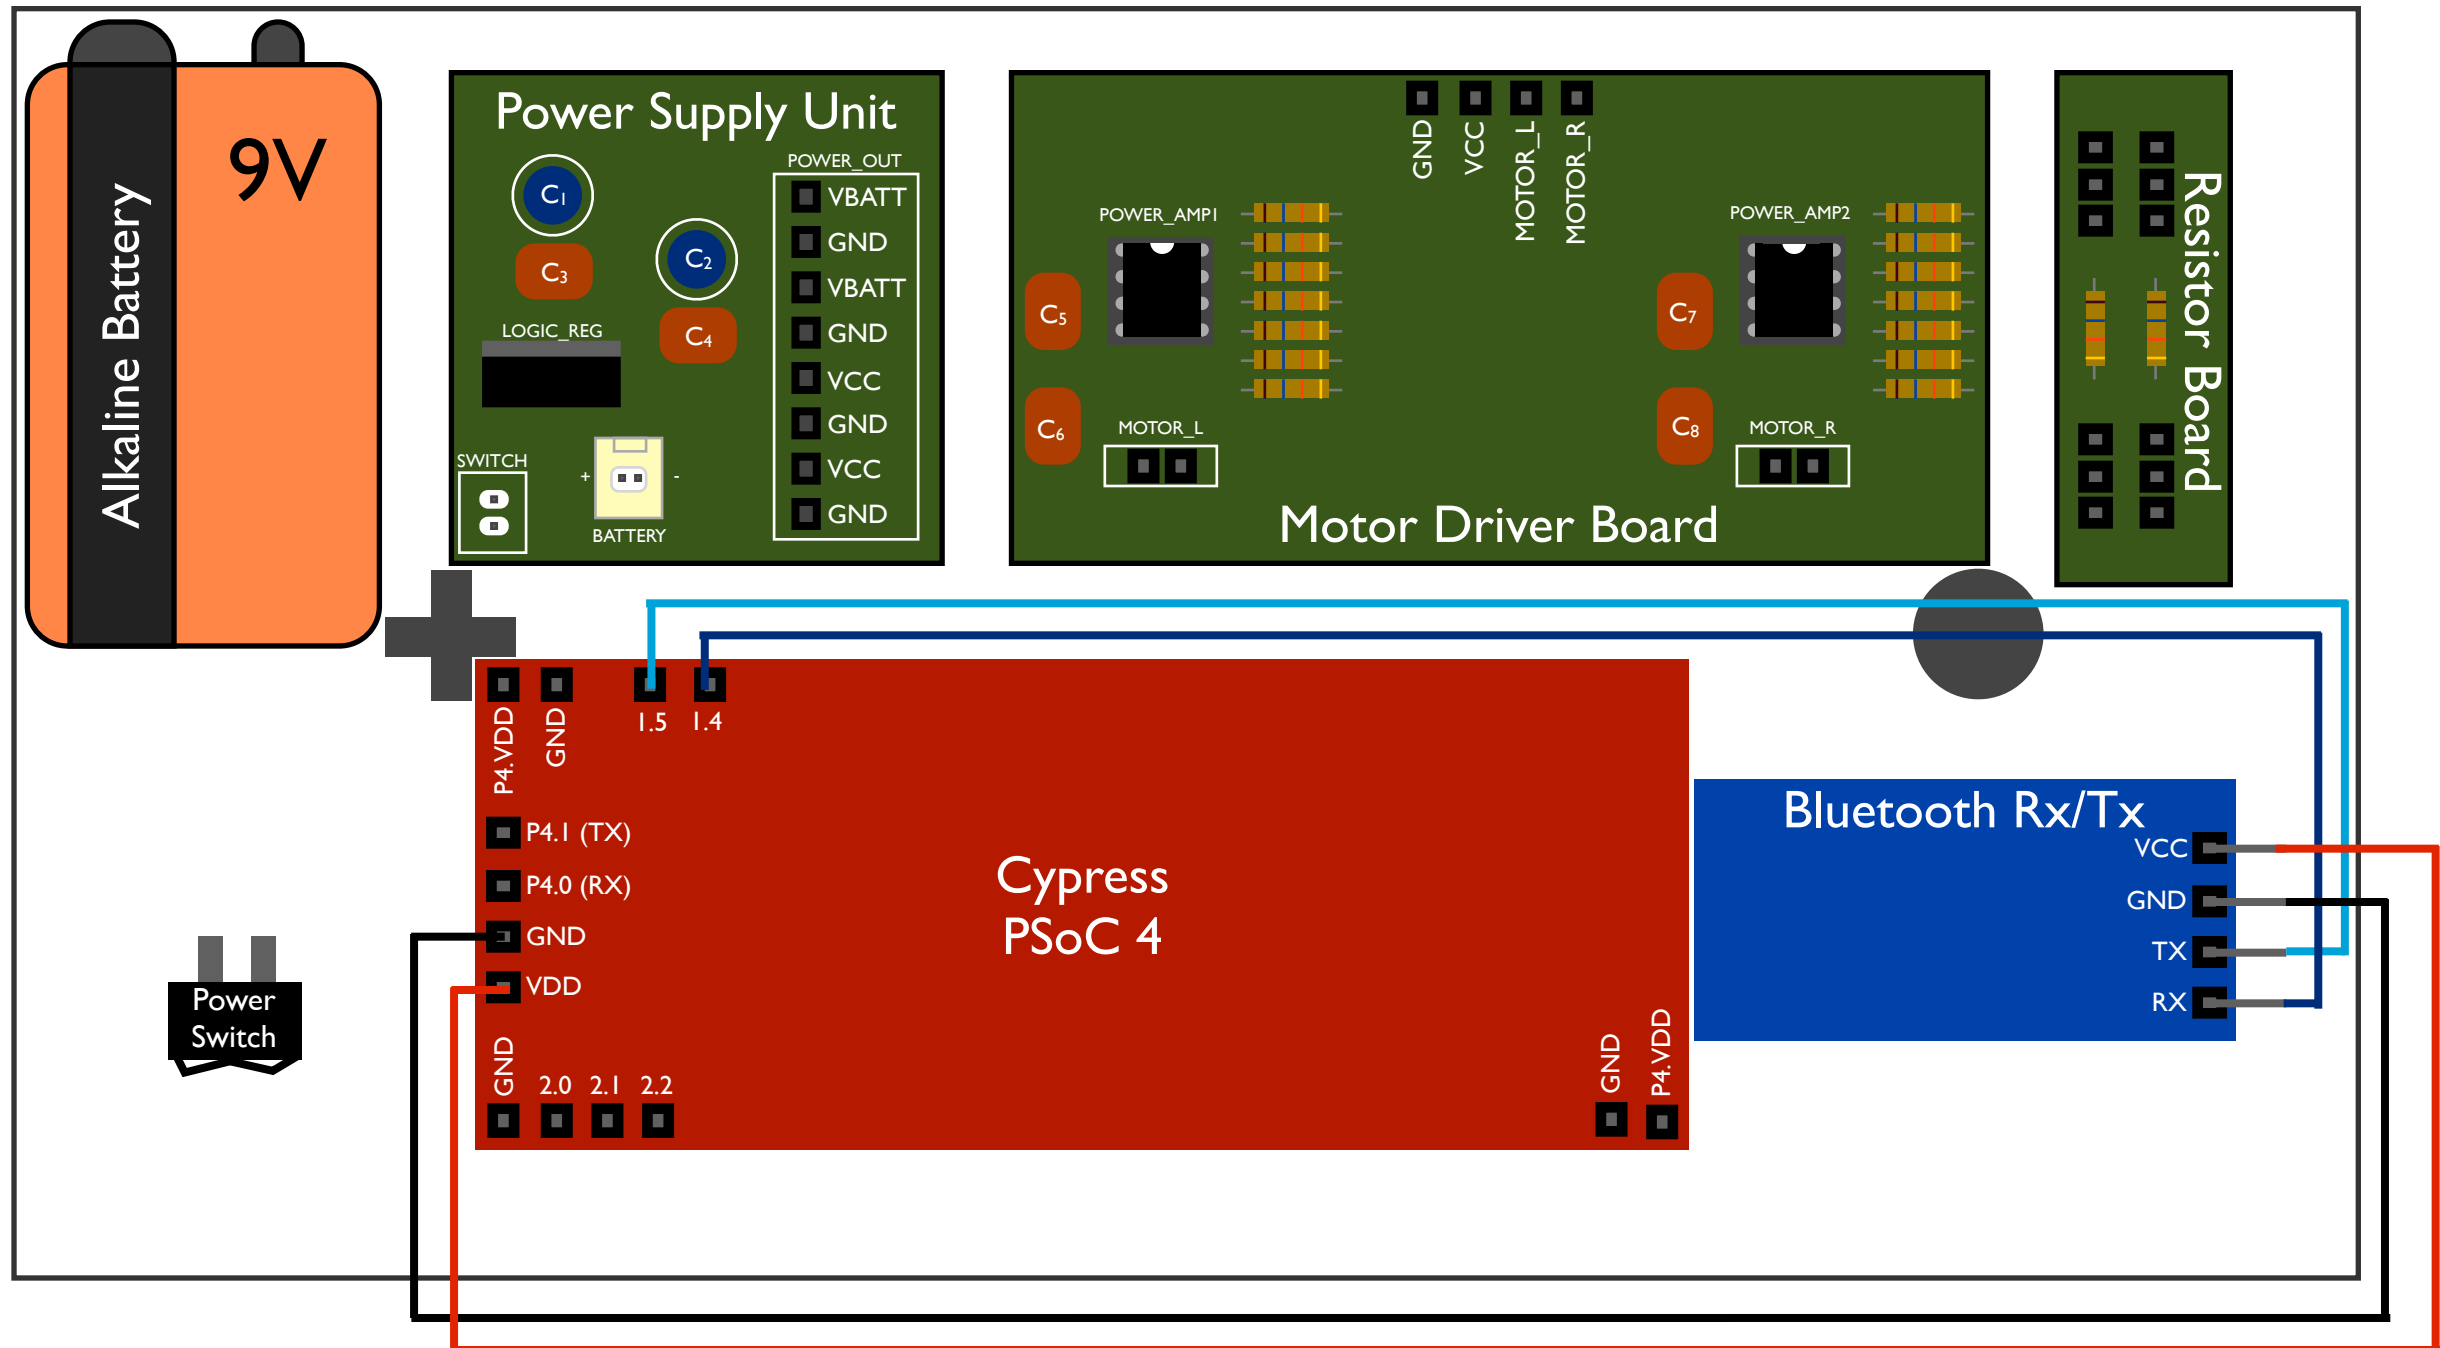 9V
Alkaline Battery
Power Supply Unit
POWER_OUT
C1
C3
C2
C4
LOGIC_REG
VBATT
GND
VBATT
GND
VCC
GND
VCC
GND
SWITCH
+
-
BATTERY
GND
VCC
MOTOR_L
MOTOR_R
POWER_AMP1
POWER_AMP2
C5
C6
C7
C8
MOTOR_L
MOTOR_R
Motor Driver Board
Resistor Board
P4.VDD
GND
1.5
1.4
P4.1 (TX)
P4.0 (RX)
GND
VDD
GND
2.0
2.1
2.2
Cypress
PSoC 4
GND
P4.VDD
Bluetooth Rx/Tx
VCC
GND
TX
RX
Power
Switch